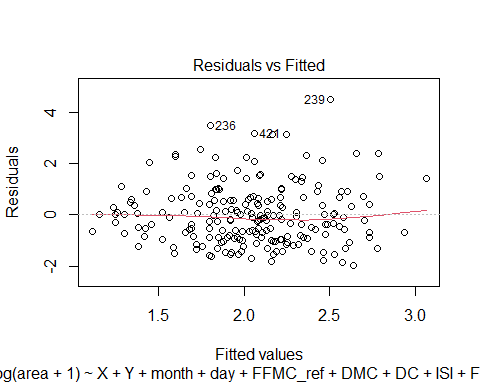 Residuals vs Fitted
Residuals
4
2
0
-2
239
236
421
1.5
2.0
2.5
3.0
Fitted values
og(area + 1) ~ X + Y + month + day + FFMC_ref + DMC + DC + ISI + F